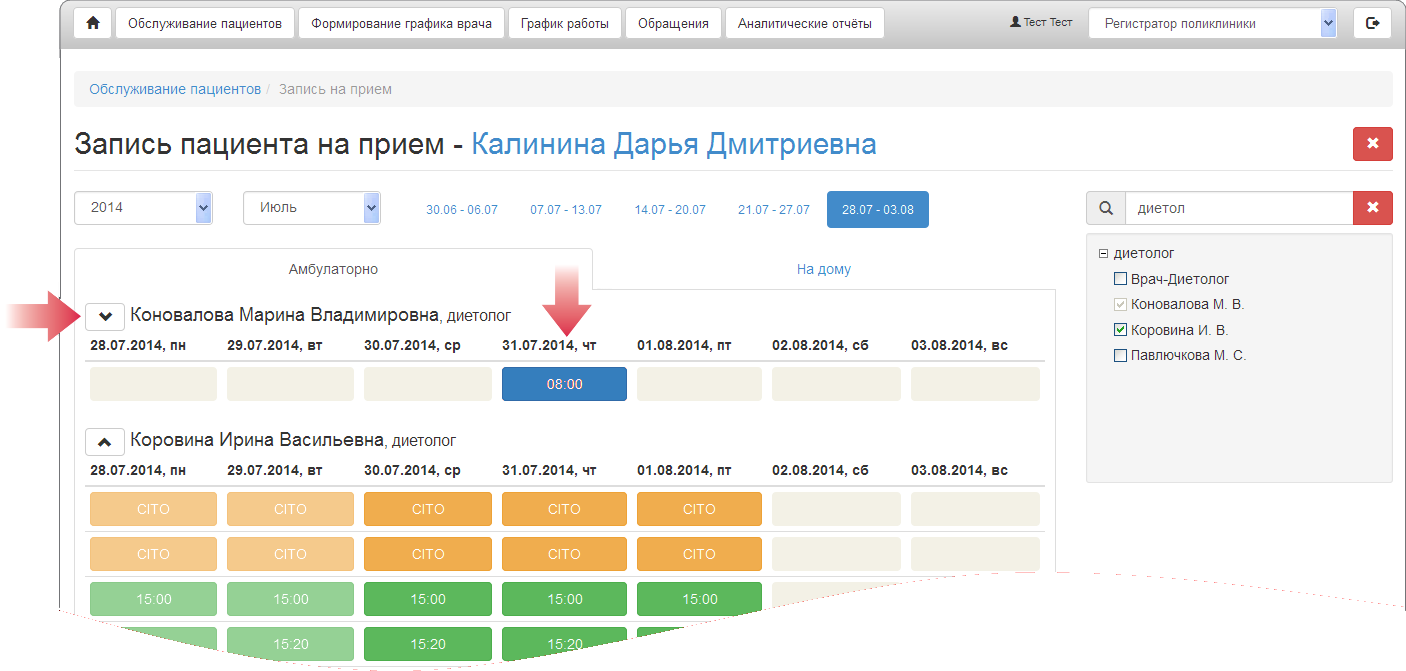 Обслуживание пациентов Формирование графика врача График работы Обращения Аналитические отчёты Тест Тест Регистратор поликлиники
Обслуживание пациентов / Запись на прием
Запись пациента на прием - Калинина Дарья Дмитриевна
2014 Июль 30.06 - 06.07 07.07 - 13.07 14.07 - 20.07 21.07 - 27.07 28.07 - 03.08
диетол
диетолог
Врач-Диетолог
Коновалова М. В.
Коровина И. В.
Павлючкова М. С.
Амбулаторно На дому
Коновалова Марина Владимировна, диетолог
28.07.2014, пн 29.07.2014, вт 30.07.2014, ср 31.07.2014, чт 01.08.2014, пт 02.08.2014, сб 03.08.2014, вс
08:00
Коровина Ирина Васильевна, диетолог
28.07.2014, пн 29.07.2014, вт 30.07.2014, ср 31.07.2014, чт 01.08.2014, пт 02.08.2014, сб 03.08.2014, вс
CITO CITO CITO CITO CITO
CITO CITO CITO CITO CITO
15:00 15:00 15:00 15:00 15:00
15:20 15:20 15:20